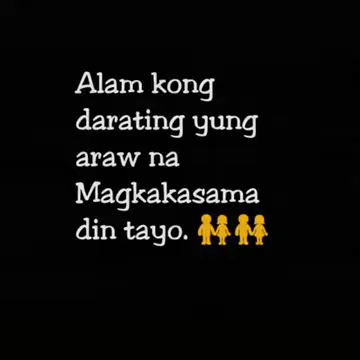 Alam kong
darating yung
araw na
Magkakasama
din tayo. 👫👫